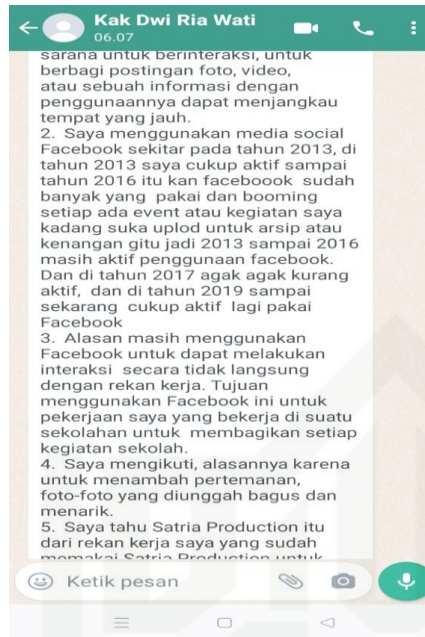 Kak Dwi Ria Wati
06.07
sarana untuk berinteraksi, untuk
berbagi postingan foto, video,
atau sebuah informasi dengan
penggunaannya dapat menjangkau
tempat yang jauh.
2. Saya menggunakan media social
Facebook sekitar pada tahun 2013, di
tahun 2013 saya cukup aktif sampai
tahun 2016 itu kan faceboook sudah
banyak yang pakai dan booming
setiap ada event atau kegiatan saya
kadang suka uplod untuk arsip atau
kenangan gitu jadi 2013 sampai 2016
masih aktif penggunaan facebook.
Dan di tahun 2017 agak agak kurang
aktif, dan di tahun 2019 sampai
sekarang cukup aktif lagi pakai
Facebook
3. Alasan masih menggunakan
Facebook untuk dapat melakukan
interaksi secara tidak langsung
dengan rekan kerja. Tujuan
menggunakan Facebook ini untuk
pekerjaan saya yang bekerja di suatu
sekolahan untuk membagikan setiap
kegiatan sekolah.
4. Saya mengikuti, alasannya karena
untuk menambah pertemanan,
foto-foto yang diunggah bagus dan
menarik.
5. Saya tahu Satria Production itu
dari rekan kerja saya yang sudah
memakai Satria Production untuk
Ketik pesan